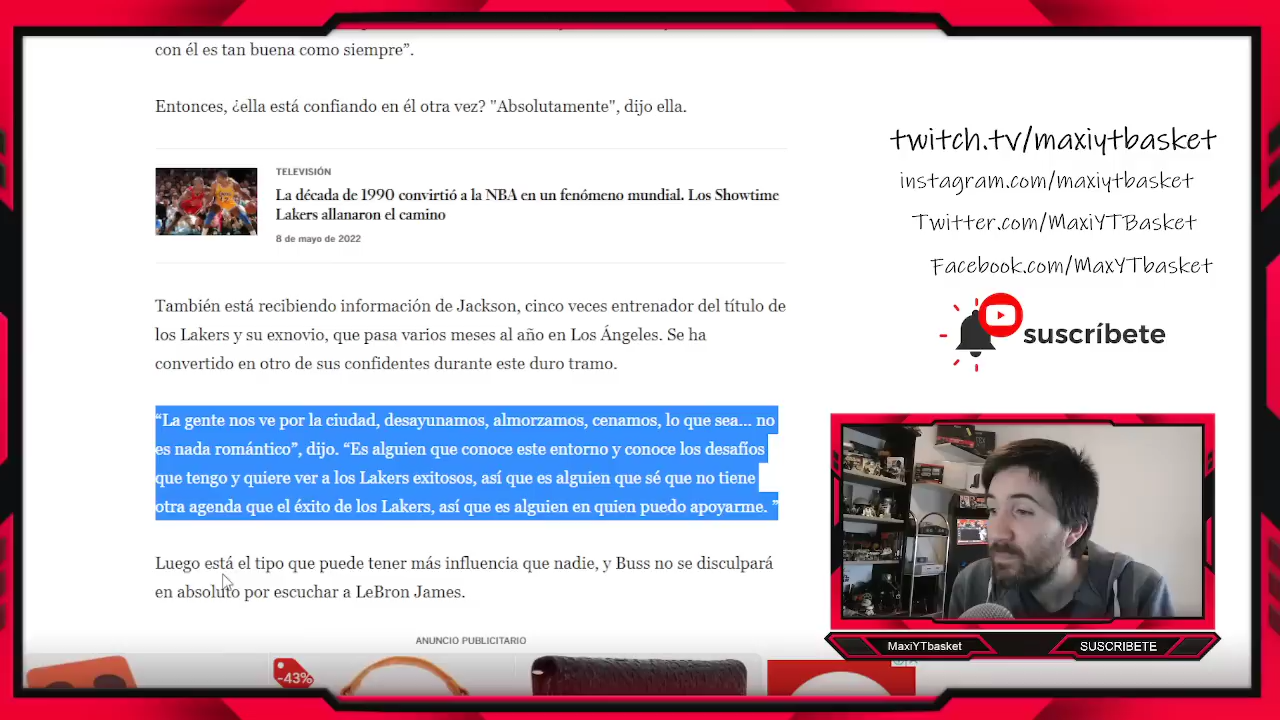 con él es tan buena como siempre”.
Entonces, ¿ella está confiando en él otra vez? "Absolutamente", dijo ella.
TELEVISIÓN
La década de 1990 convirtió a la NBA en un fenómeno mundial. Los Showtime
Lakers allanaron el camino
8 de mayo de 2022
También está recibiendo información de Jackson, cinco veces entrenador del título de
los Lakers y su exnovio, que pasa varios meses al año en Los Ángeles. Se ha
convertido en otro de sus confidentes durante este duro tramo.
“La gente nos ve por la ciudad, desayunamos, almorzamos, cenamos, lo que sea... no
es nada romántico”, dijo. “Es alguien que conoce este entorno y conoce los desafíos
que tengo y quiere ver a los Lakers exitosos, así que es alguien que sé que no tiene
otra agenda que el éxito de los Lakers, así que es alguien en quien puedo apoyarme. ”
Luego está el tipo que puede tener más influencia que nadie, y Buss no se disculpará
en absoluto por escuchar a LeBron James.
ANUNCIO PUBLICITARIO
-43%
twitch.tv/maxiytbasket
instagram.com/maxiytbasket
Twitter.com/MaxiYTBasket
Facebook.com/MaxYTbasket
suscríbete
MaxiYTbasket
SUSCRIBETE